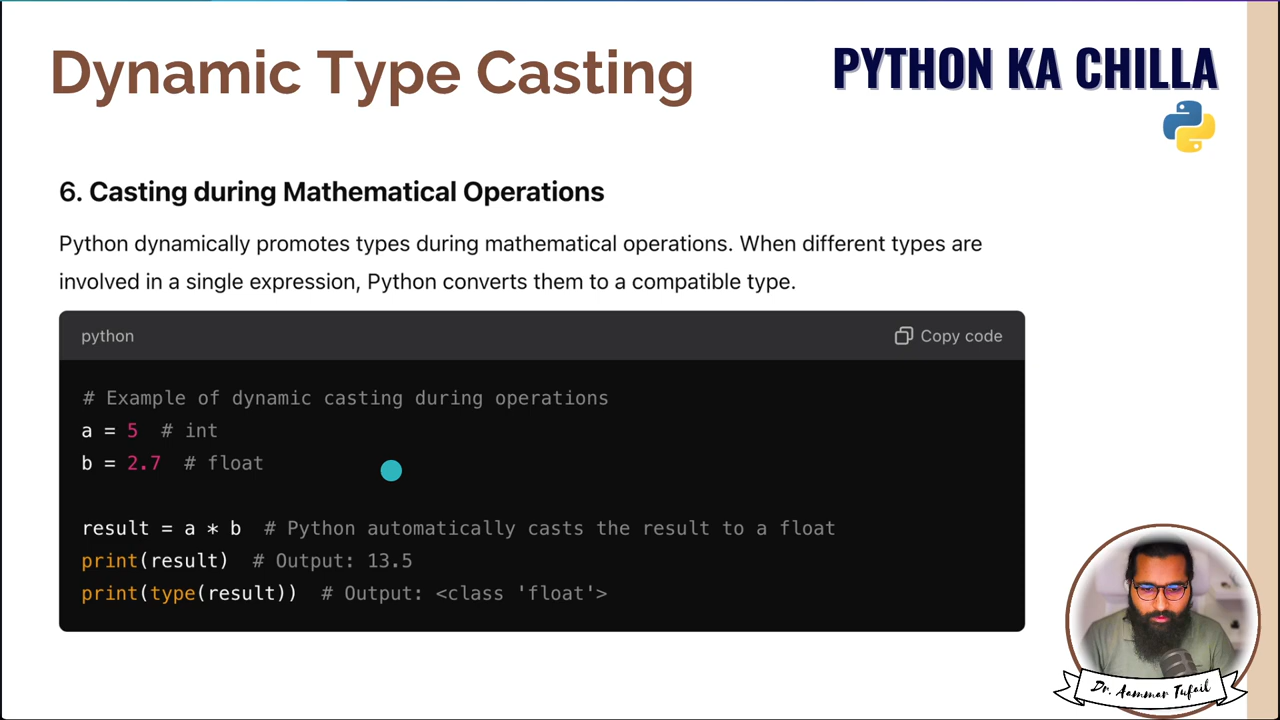 Dynamic Type Casting
PYTHON KA CHILLA
6. Casting during Mathematical Operations
Python dynamically promotes types during mathematical operations. When different types are
involved in a single expression, Python converts them to a compatible type.
python
Copy code
# Example of dynamic casting during operations
a = 5  # int
b = 2.7  # float
result = a * b  # Python automatically casts the result to a float
print(result)  # Output: 13.5
print(type(result))  # Output: <class 'float'>
Dr. Aammar Tufail